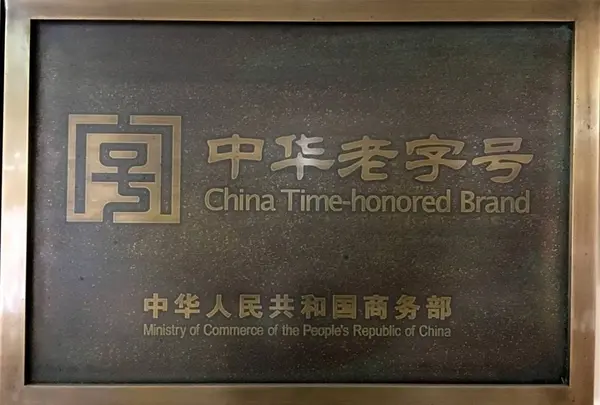 中华老字号
China Time-honored Brand
中华人民共和国商务部
Ministry of Commerce of the People's Republic of China